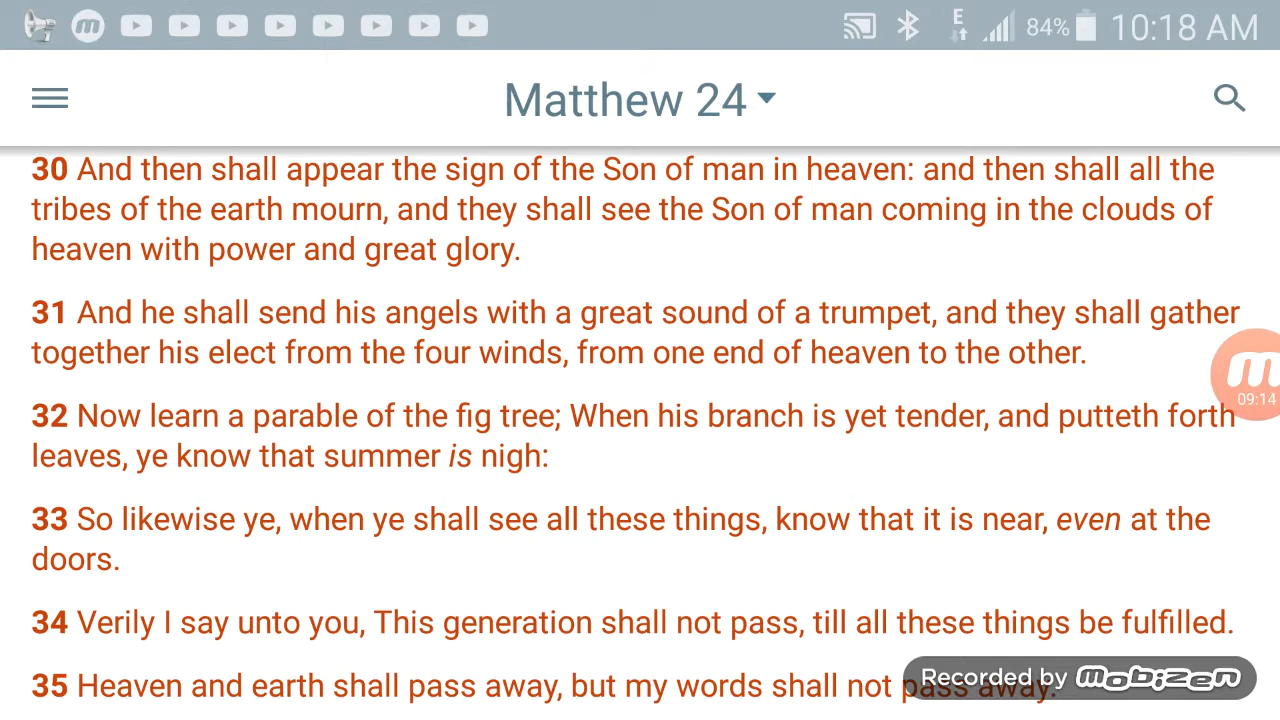 E 84% 10:18 AM
Matthew 24
30 And then shall appear the sign of the Son of man in heaven: and then shall all the
tribes of the earth mourn, and they shall see the Son of man coming in the clouds of
heaven with power and great glory.
31 And he shall send his angels with a great sound of a trumpet, and they shall gather
together his elect from the four winds, from one end of heaven to the other.
m
09:14
32 Now learn a parable of the fig tree; When his branch is yet tender, and putteth forth
leaves, ye know that summer is nigh:
33 So likewise ye, when ye shall see all these things, know that it is near, even at the
doors.
34 Verily I say unto you, This generation shall not pass, till all these things be fulfilled.
35 Heaven and earth shall pass away, but my words shall not pass away.
Recorded by mobizen